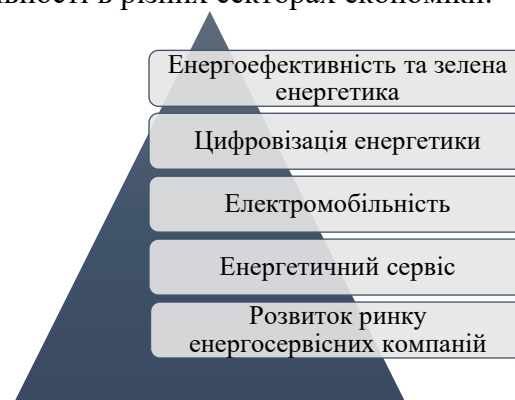 в різних секторах економіки.
Енергоефективність та зелена
енергетика
Цифровізація енергетики
Електромобільність
Енергетичний сервіс
Розвиток ринку
енергосервісних компаній